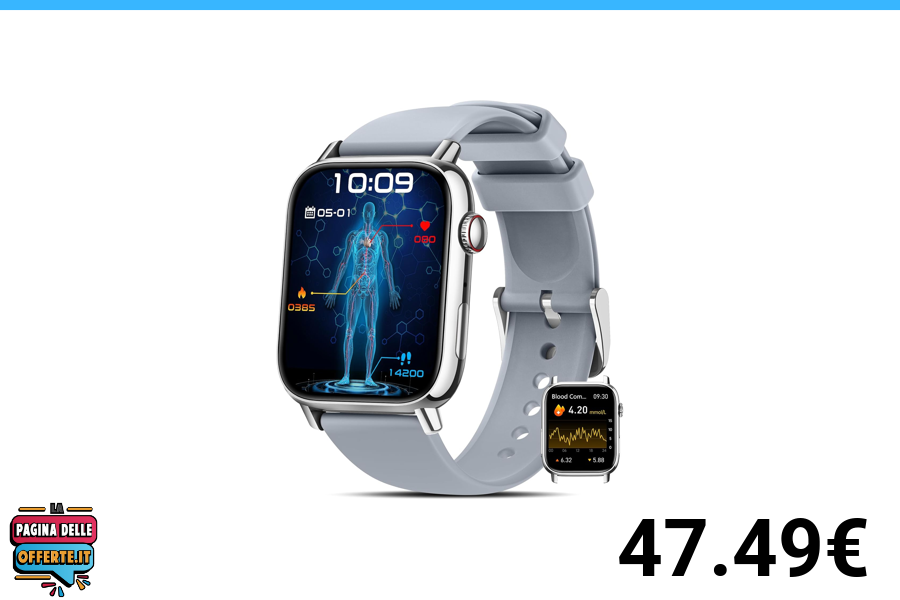 10:09
05-01
080
0385
14200
Blood Com... 09:30
4.20 mmol/L
6.32 5.88
LA
PAGINA DELLE
OFFERTE.IT
47.49€